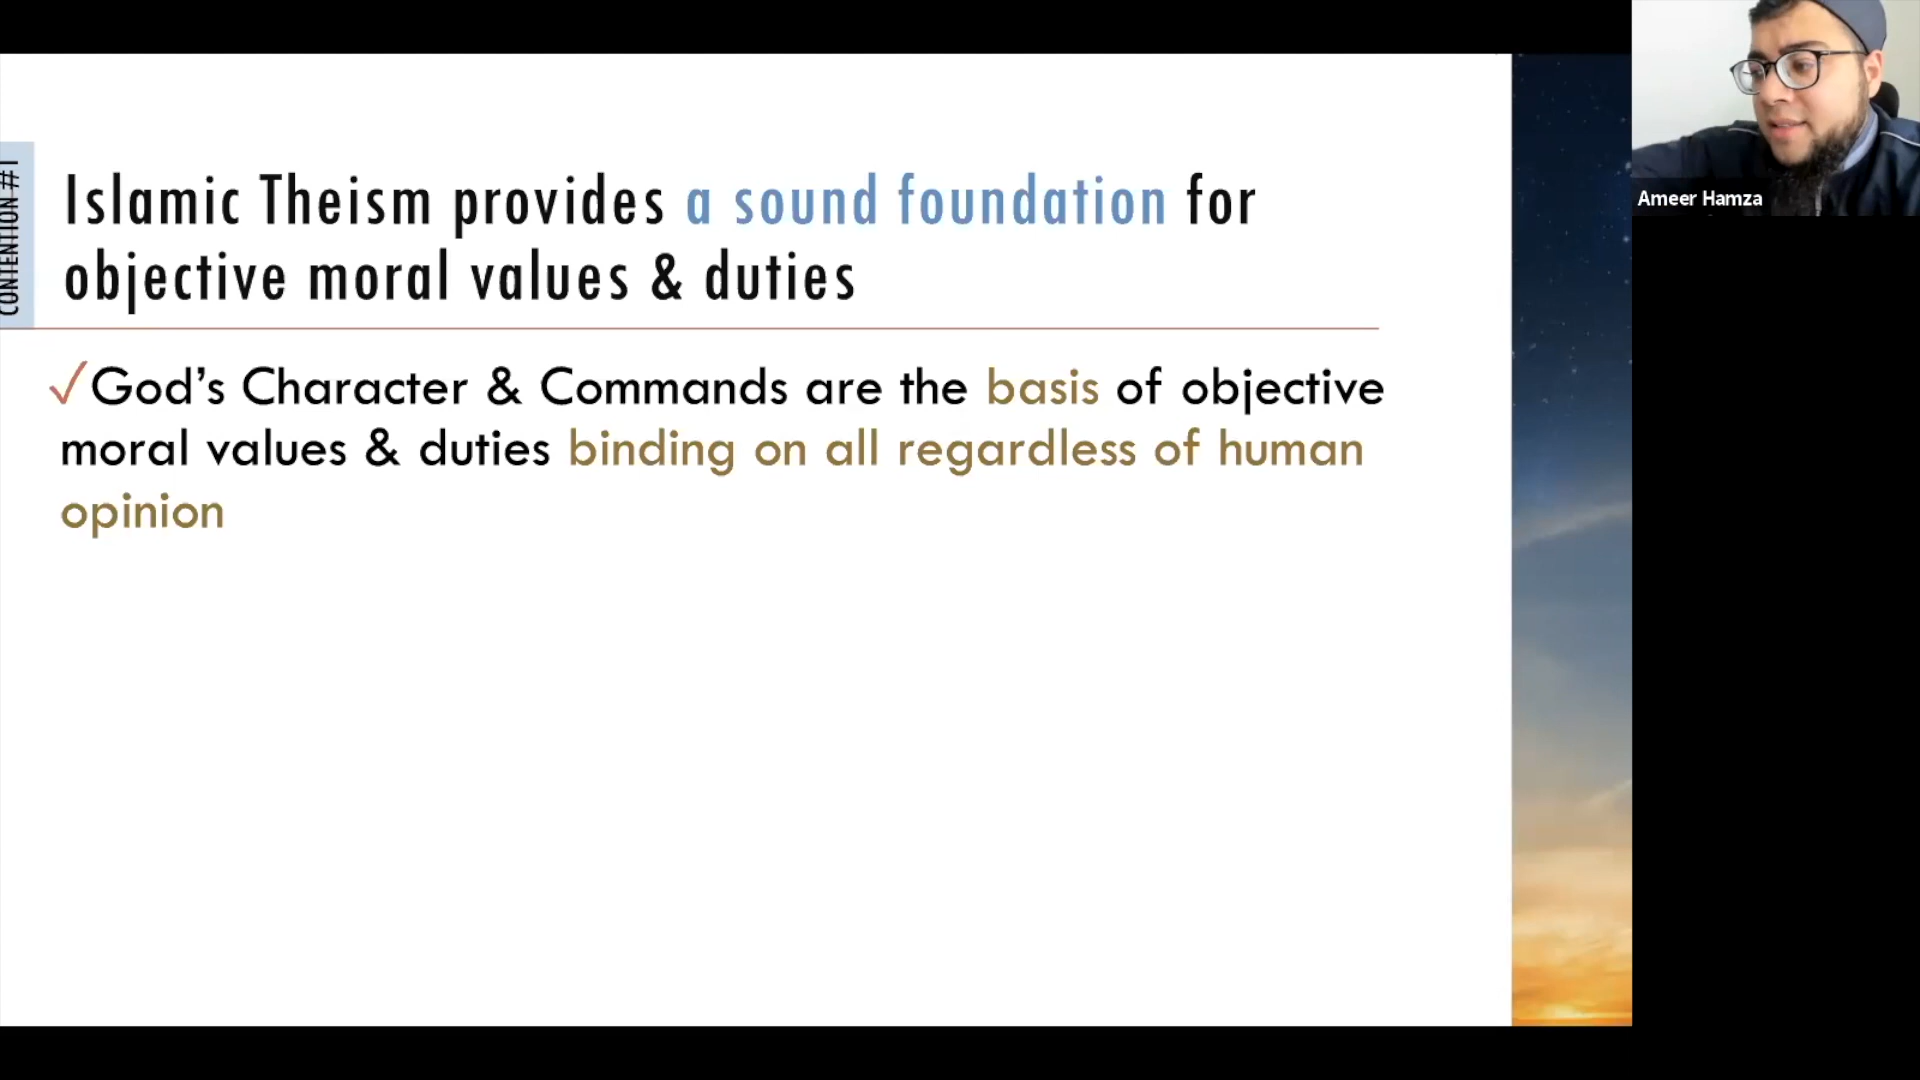 CONTENTION #1
Islamic Theism provides a sound foundation for
objective moral values & duties
✓God's Character & Commands are the basis of objective
moral values & duties binding on all regardless of human
opinion
Ameer Hamza